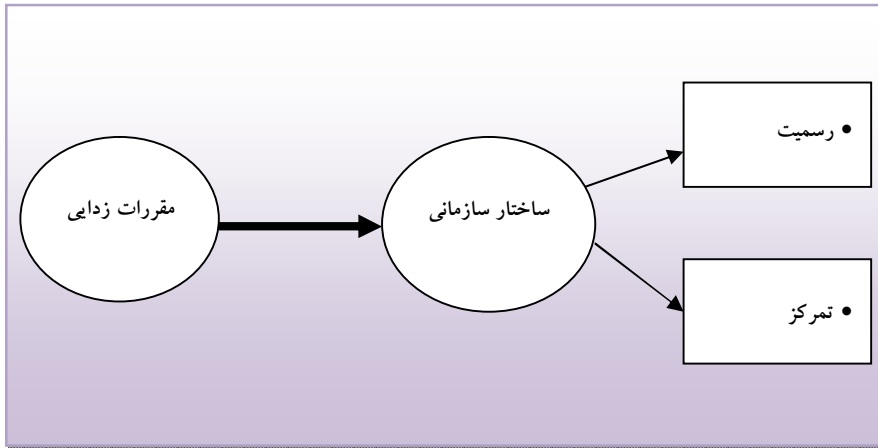 • رسمیت
مقررات زدایی
ساختار سازمانی
• تمرکز